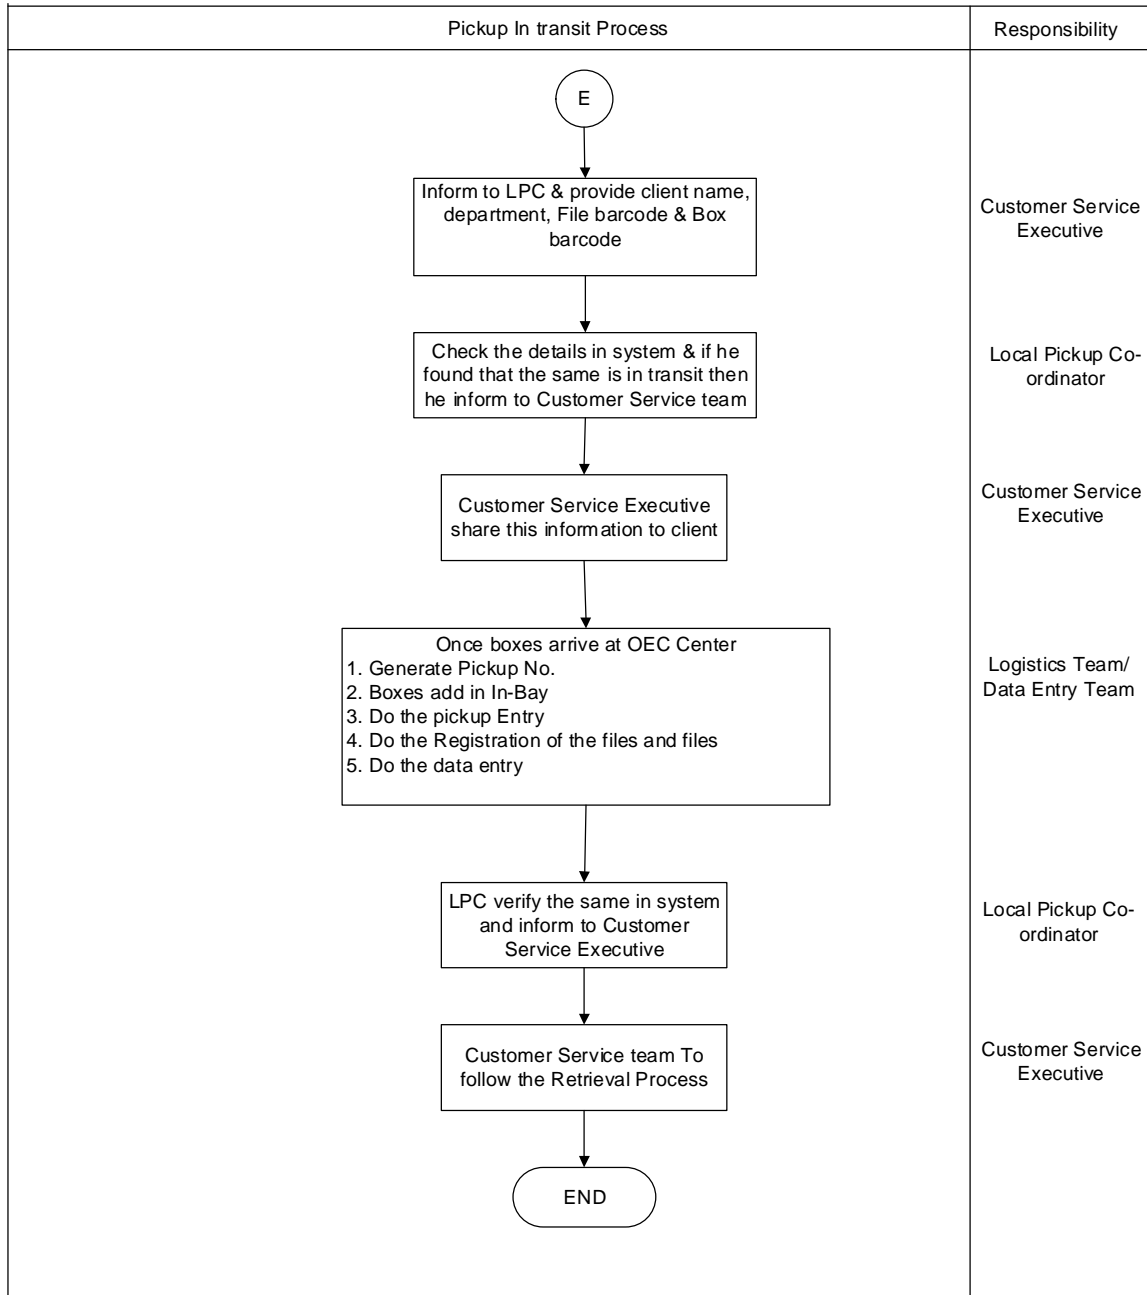 Pickup In transit Process
Responsibility
E
Inform to LPC & provide client name,
department, File barcode & Box
barcode
Customer Service
Executive
Check the details in system & if he
found that the same is in transit then
he inform to Customer Service team
Local Pickup Co-
ordinator
Customer Service Executive
share this information to client
Customer Service
Executive
Once boxes arrive at OEC Center
1. Generate Pickup No.
2. Boxes add in In-Bay
3. Do the pickup Entry
4. Do the Registration of the files and files
5. Do the data entry
Logistics Team/
Data Entry Team
LPC verify the same in system
and inform to Customer
Service Executive
Local Pickup Co-
ordinator
Customer Service team To
follow the Retrieval Process
Customer Service
Executive
END